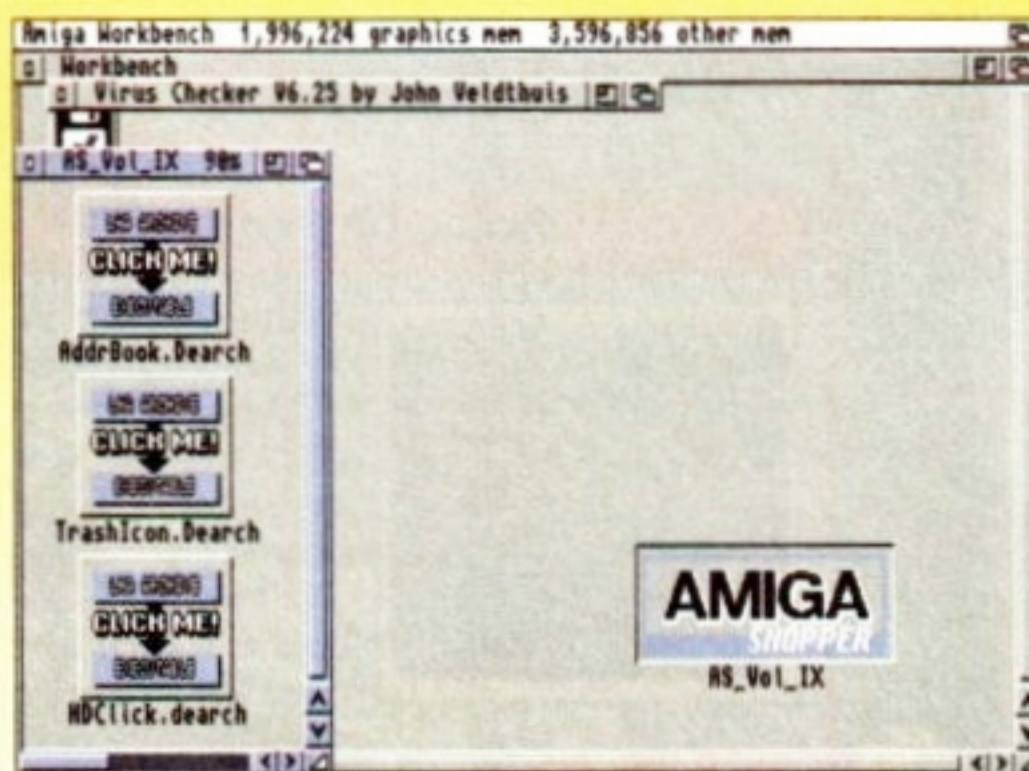 Amiga Workbench 1,996,224 graphics mem 3,596,856 other mem
Workbench
Virus Checker V6.25 by John Veldthuis
AS_Vol_IX 90%
CLICK ME!
AddrBook.Dearch
CLICK ME!
TrashIcon.Dearch
CLICK ME!
HDClick.dearch
AMIGA
SHOPPER
AS_Vol_IX